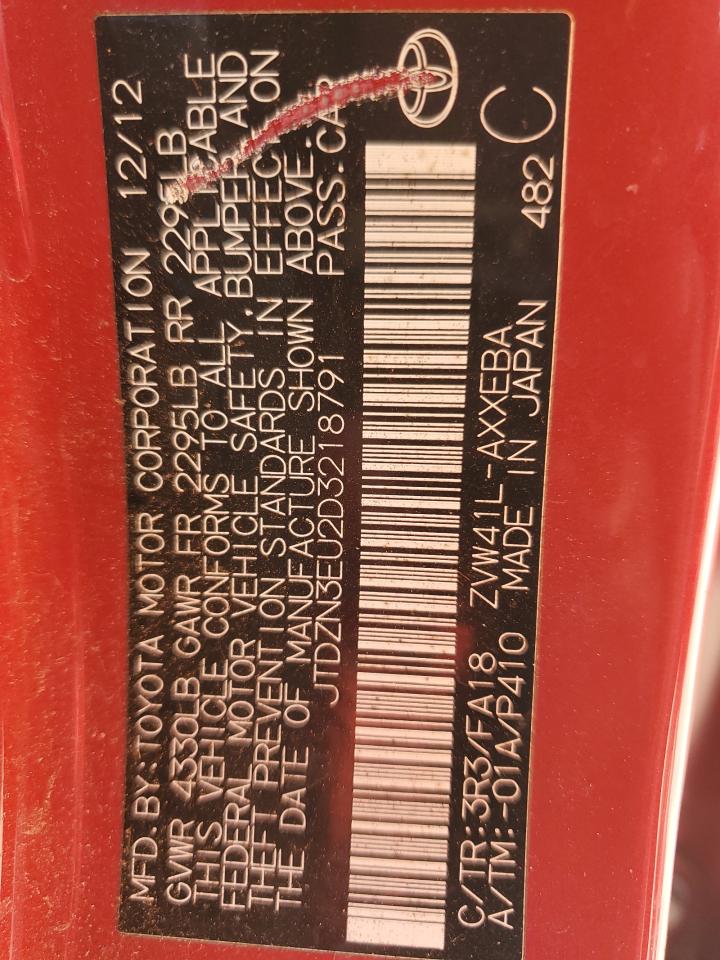 MFD.BY:TOYOTA MOTOR CORPORATION 12/12
GVWR 4330LB GAWR FR 2295LB RR 2295LB
THIS VEHICLE CONFORMS TO ALL APPLICABLE
FEDERAL MOTOR VEHICLE SAFETY, BUMPER AND
THEFT PREVENTION STANDARDS IN EFFECT ON
THE DATE OF MANUFACTURE SHOWN ABOVE.
JTDZN3EU2D3218791 PASS.CAR
C/TR:3R3/FA18 ZVW41L-AXXEBA
A/TM:-01A/P410 MADE IN JAPAN 482 C